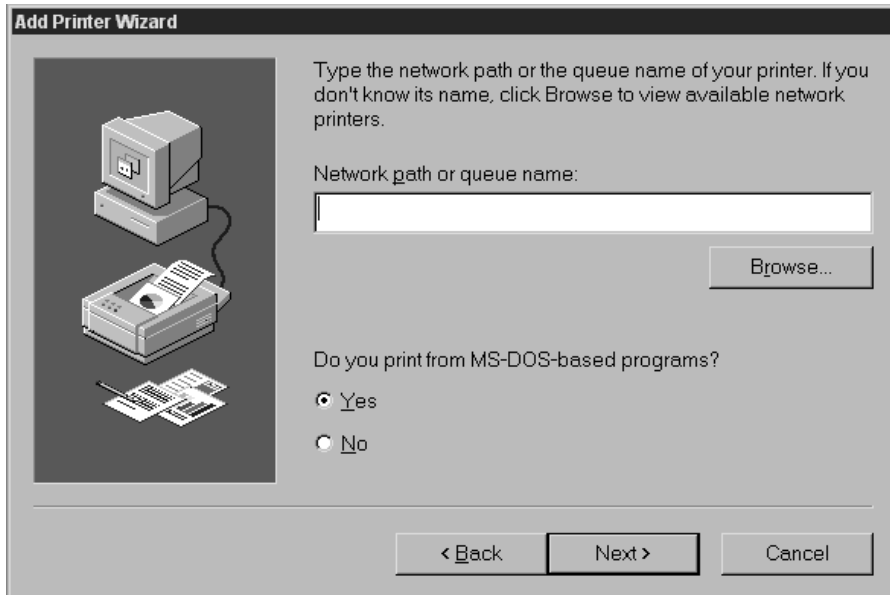 Add Printer Wizard
Type the network path or the queue name of your printer. If you
don't know its name, click Browse to view available network
printers.
Network path or queue name:
Browse...
Do you print from MS-DOS-based programs?
Yes
No
< Back
Next >
Cancel